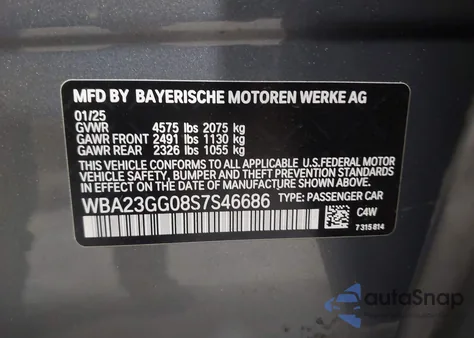 MFD BY BAYERISCHE MOTOREN WERKE AG
01/25
GVWR 4575 lbs 2075 kg
GAWR FRONT 2491 lbs 1130 kg
GAWR REAR 2326 lbs 1055 kg
THIS VEHICLE CONFORMS TO ALL APPLICABLE U.S.FEDERAL MOTOR
VEHICLE SAFETY, BUMPER AND THEFT PREVENTION STANDARDS
IN EFFECT ON THE DATE OF MANUFACTURE SHOWN ABOVE.
WBA23GG08S7S46686 TYPE: PASSENGER CAR
C4W
7 315 814
autoSnap